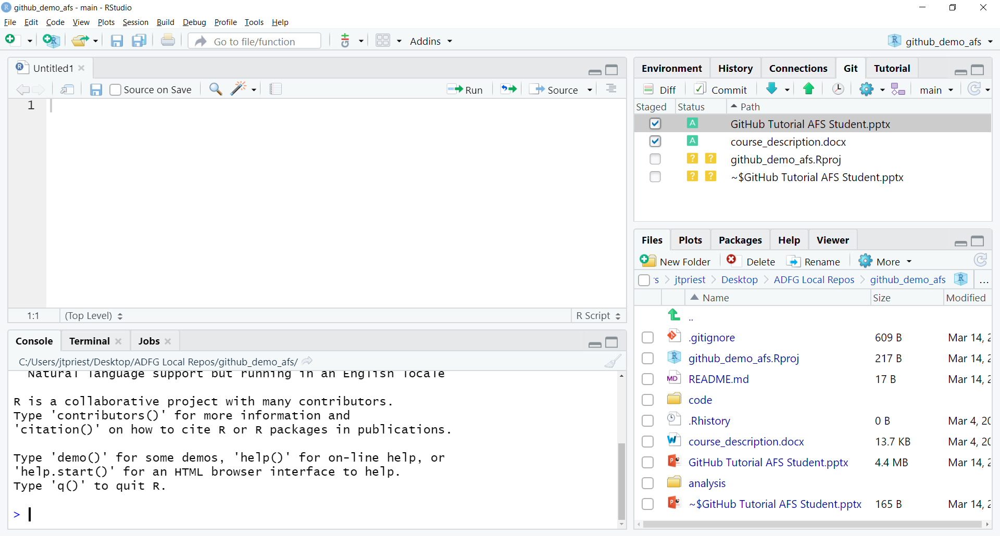 github_demo_afs - main - RStudio
File Edit Code View Plots Session Build Debug Profile Tools Help
Go to file/function Addins github_demo_afs
Untitled1
Source on Save Run Source
1
1:1 (Top Level) R Script
Console Terminal Jobs
C:/Users/jtpriest/Desktop/ADFG Local Repos/github_demo_afs/
Natural language support but running in an English locale
R is a collaborative project with many contributors.
Type 'contributors()' for more information and
'citation()' on how to cite R or R packages in publications.
Type 'demo()' for some demos, 'help()' for on-line help, or
'help.start()' for an HTML browser interface to help.
Type 'q()' to quit R.
>
Environment History Connections Git Tutorial
Diff Commit main
Staged Status Path
A GitHub Tutorial AFS Student.pptx
A course_description.docx
? ? github_demo_afs.Rproj
? ? ~$GitHub Tutorial AFS Student.pptx
Files Plots Packages Help Viewer
New Folder Delete Rename More
rs jtpriest Desktop ADFG Local Repos github_demo_afs ...
Name Size Modified
..
.gitignore 609 B Mar 14, 2
github_demo_afs.Rproj 217 B Mar 14, 2
README.md 17 B Mar 14, 2
code
.Rhistory 0 B Mar 4, 20
course_description.docx 13.7 KB Mar 4, 20
GitHub Tutorial AFS Student.pptx 4.4 MB Mar 14, 2
analysis
~$GitHub Tutorial AFS Student.pptx 165 B Mar 14, 2